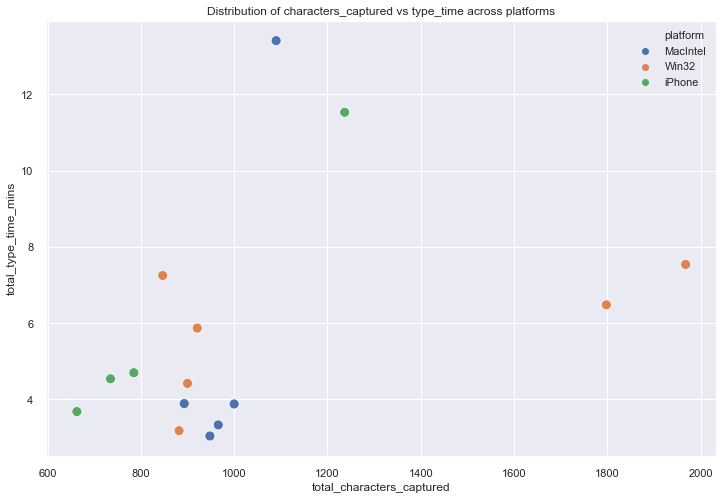 Distribution of characters_captured vs type_time across platforms
platform
MacIntel
Win32
iPhone
12
10
8
6
4
total_type_time_mins
600 800 1000 1200 1400 1600 1800 2000
total_characters_captured